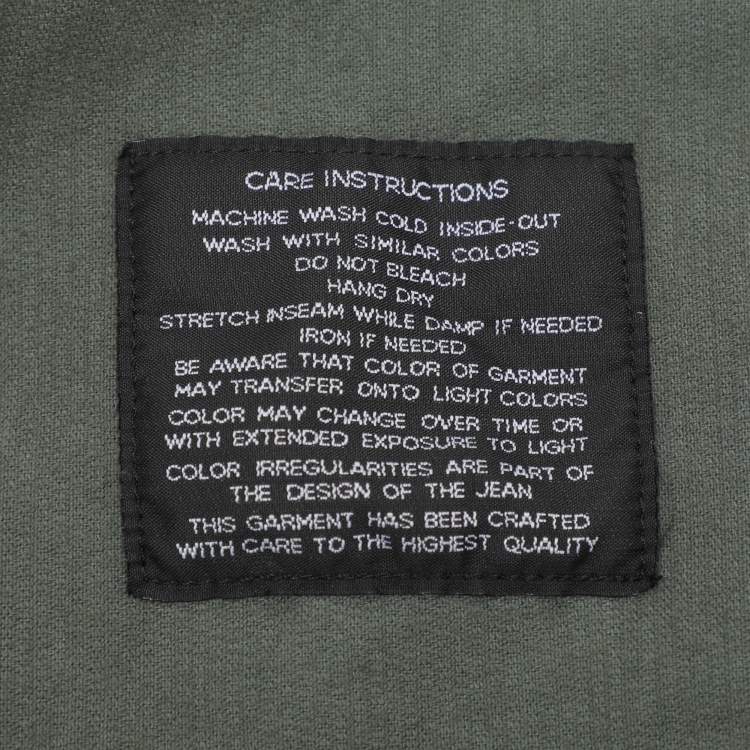 CARE INSTRUCTIONS
MACHINE WASH COLD INSIDE-OUT
WASH WITH SIMILAR COLORS
DO NOT BLEACH
HANG DRY
STRETCH INSEAM WHILE DAMP IF NEEDED
IRON IF NEEDED
BE AWARE THAT COLOR OF GARMENT
MAY TRANSFER ONTO LIGHT COLORS
COLOR MAY CHANGE OVER TIME OR
WITH EXTENDED EXPOSURE TO LIGHT
COLOR IRREGULARITIES ARE PART OF
THE DESIGN OF THE JEAN
THIS GARMENT HAS BEEN CRAFTED
WITH CARE TO THE HIGHEST QUALITY